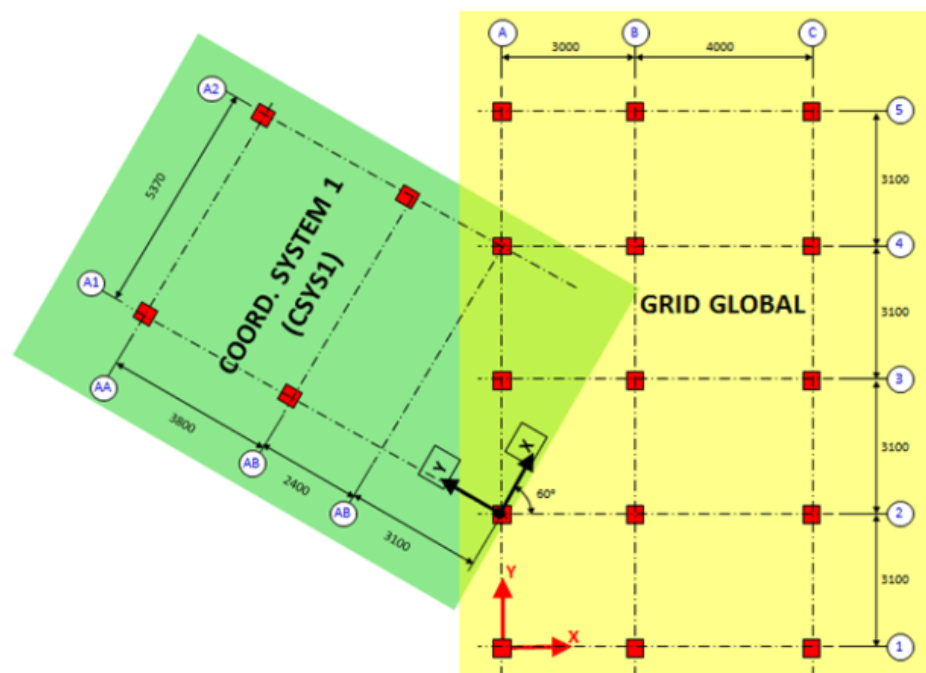 A B C
3000 4000
A2
5
5370
3100
COORD. SYSTEM 1
(CSYS1)
4
A1
GRID GLOBAL
3100
AA
3
3800
X
Y
3100
AB
2400
60°
AB
2
3100
Y
3100
X
1